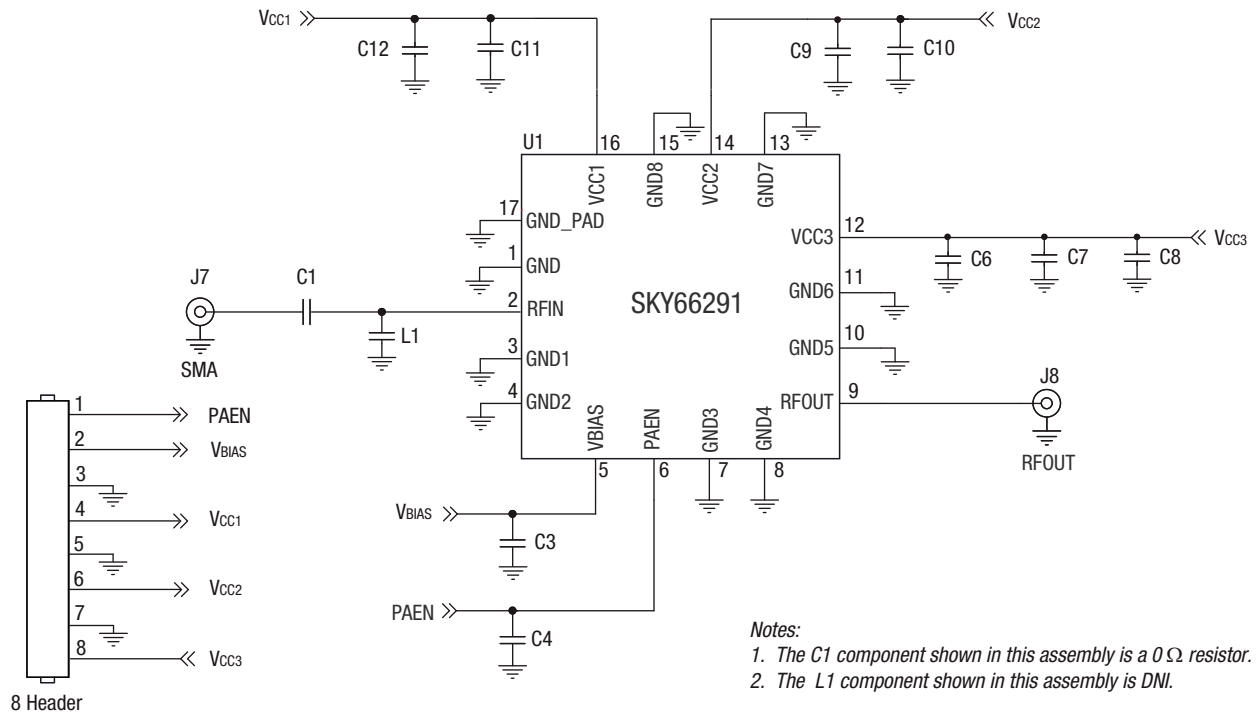 VCC1
C12
C11
VCC2
C9
C10
U1
16
15
14
13
VCC1
GND8
VCC2
GND7
17
GND_PAD
1
GND
2
RFIN
3
GND1
4
GND2
SKY66291
VCC3
12
C6
C7
C8
VCC3
GND6
11
GND5
10
RFOUT
9
J8
RFOUT
J7
SMA
C1
L1
VBIAS
PAEN
GND3
GND4
5
6
7
8
VBIAS
C3
PAEN
C4
1
PAEN
2
VBIAS
3
4
VCC1
5
6
VCC2
7
8
VCC3
8 Header
Notes:
1. The C1 component shown in this assembly is a 0 Ω resistor.
2. The L1 component shown in this assembly is DNI.